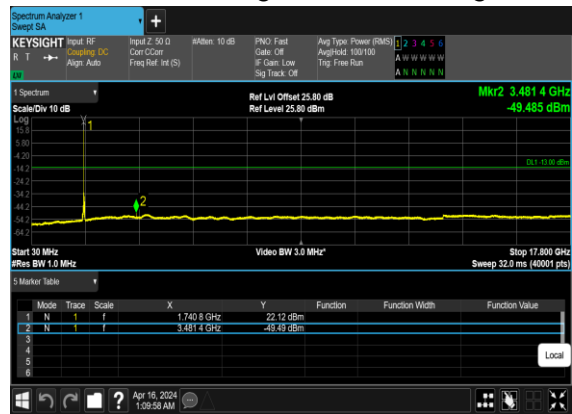 Spectrum Analyzer 1
Swept SA
+
KEYSIGHT Input: RF Input Z: 50 Ω #Atten: 10 dB PNO: Fast Avg Type: Power (RMS) 1 2 3 4 5 6
R T Coupling: DC Corr CCorr Gate: Off Avg|Hold: 100/100 A W W W W W
Align: Auto Freq Ref: Int (S) IF Gain: Low Trig: Free Run
LXI Sig Track: Off A N N N N N
1 Spectrum Ref Lvl Offset 25.80 dB Mkr2 3.481 4 GHz
Scale/Div 10 dB Ref Level 25.80 dBm -49.485 dBm
Log
15.8
1
5.80
-4.20
-14.2
DL1 -13.00 dBm
-24.2
-34.2
2
-44.2
-54.2
-64.2
Start 30 MHz Video BW 3.0 MHz* Stop 17.800 GHz
#Res BW 1.0 MHz Sweep 32.0 ms (40001 pts)
5 Marker Table
Mode Trace Scale X Y Function Function Width Function Value
1 N 1 f 1.740 8 GHz 22.12 dBm
2 N 1 f 3.481 4 GHz -49.49 dBm
3
4
5
6
Local
? Apr 16, 2024
1:09:58 AM